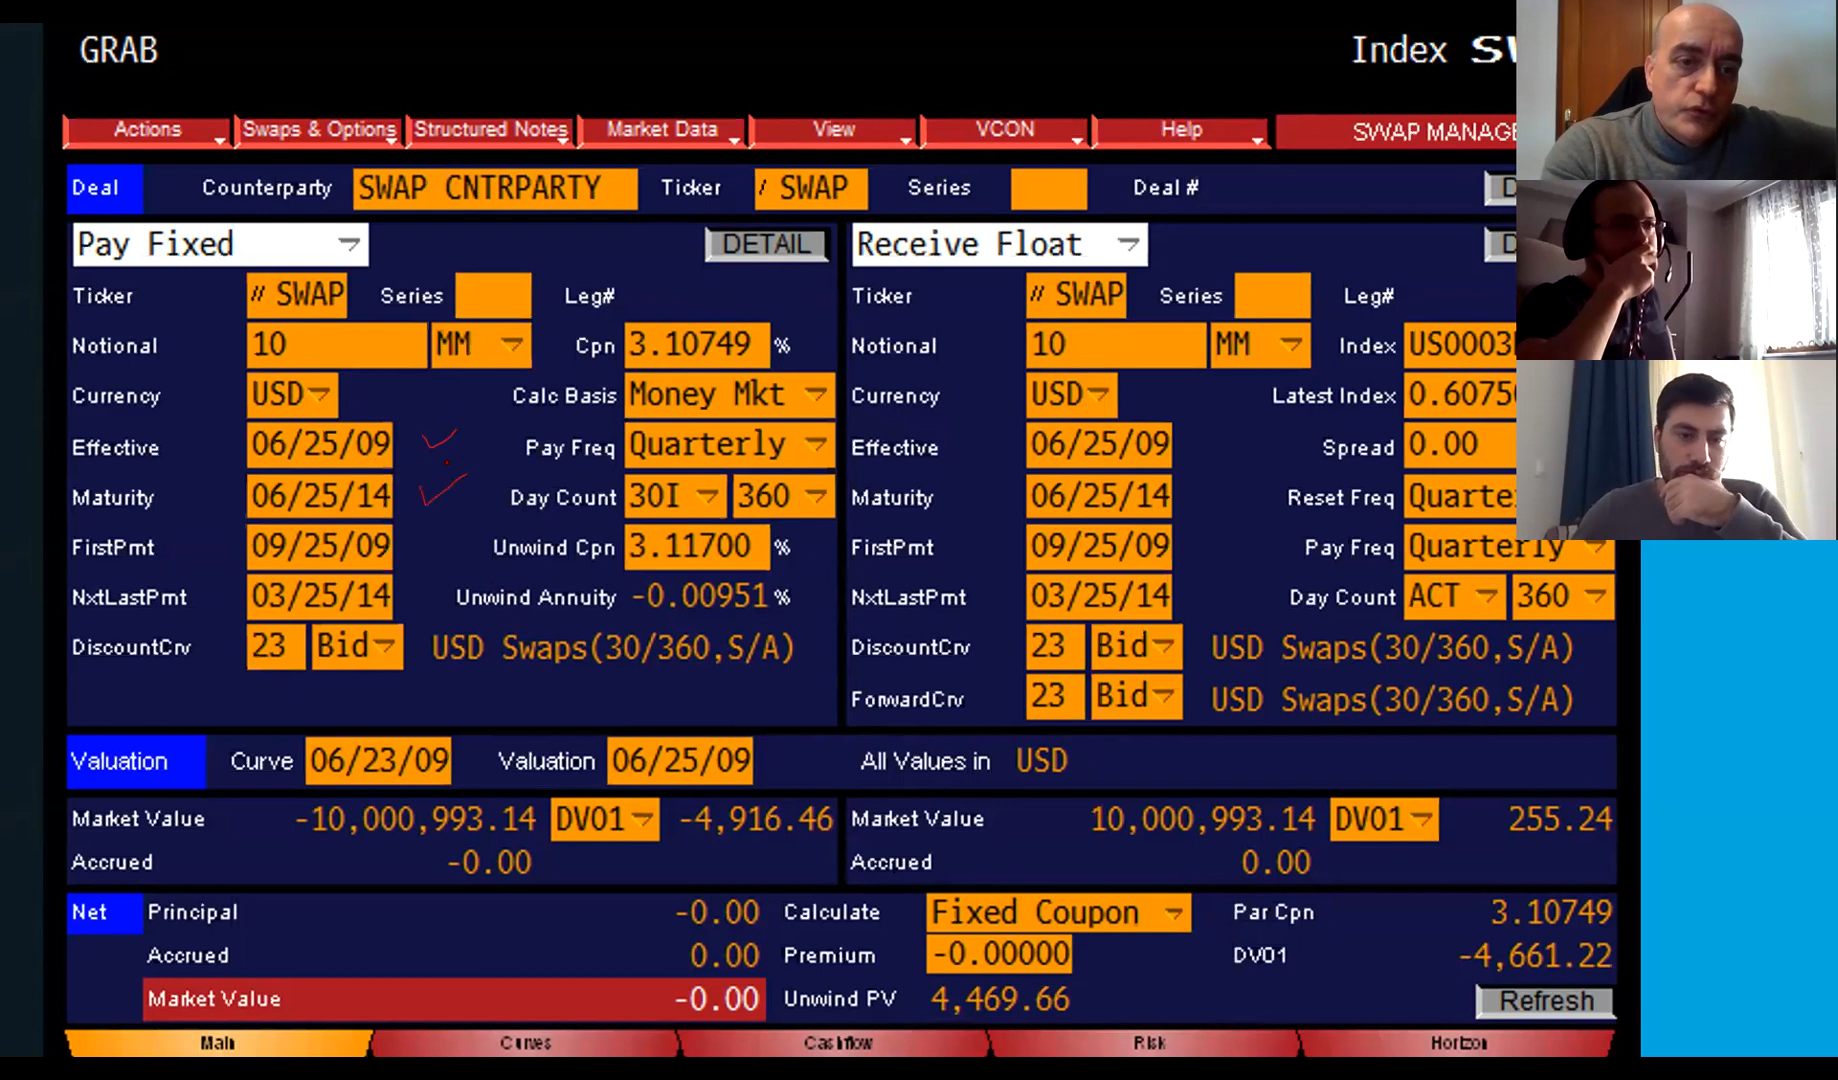 GRAB Index
Actions Swaps & Options Structured Notes Market Data View VCON Help SWAP MANAG
Deal Counterparty SWAP CNTRPARTY Ticker / SWAP Series Deal #
Pay Fixed DETAIL Receive Float
Ticker // SWAP Series Leg# Ticker // SWAP Series Leg#
Notional 10 MM Cpn 3.10749 % Notional 10 MM Index US0003
Currency USD Calc Basis Money Mkt Currency USD Latest Index 0.6075
Effective 06/25/09 Pay Freq Quarterly Effective 06/25/09 Spread 0.00
Maturity 06/25/14 Day Count 30I 360 Maturity 06/25/14 Reset Freq Quarte
FirstPmt 09/25/09 Unwind Cpn 3.11700 % FirstPmt 09/25/09 Pay Freq Quarterly
NxtLastPmt 03/25/14 Unwind Annuity -0.00951 % NxtLastPmt 03/25/14 Day Count ACT 360
DiscountCrv 23 Bid USD Swaps(30/360,S/A) DiscountCrv 23 Bid USD Swaps(30/360,S/A)
ForwardCrv 23 Bid USD Swaps(30/360,S/A)
Valuation Curve 06/23/09 Valuation 06/25/09 All Values in USD
Market Value -10,000,993.14 DV01 -4,916.46 Market Value 10,000,993.14 DV01 255.24
Accrued -0.00 Accrued 0.00
Net Principal -0.00 Calculate Fixed Coupon Par Cpn 3.10749
Accrued 0.00 Premium -0.00000 DV01 -4,661.22
Market Value -0.00 Unwind PV 4,469.66 Refresh
Main Curves Cashflow Risk Horizon